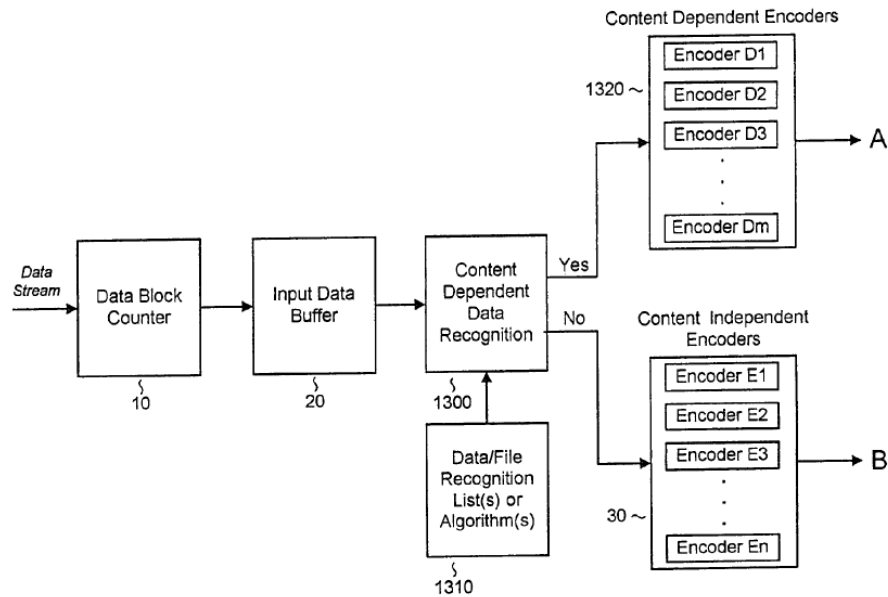 Content Dependent Encoders
Encoder D1
1320
Encoder D2
Encoder D3
A
Encoder Dm
Data
Stream
Data Block
Counter
10
Input Data
Buffer
20
Content
Dependent
Data
Recognition
1300
Yes
No
Data/File
Recognition
List(s) or
Algorithm(s)
1310
Content Independent
Encoders
Encoder E1
Encoder E2
Encoder E3
B
30
Encoder En